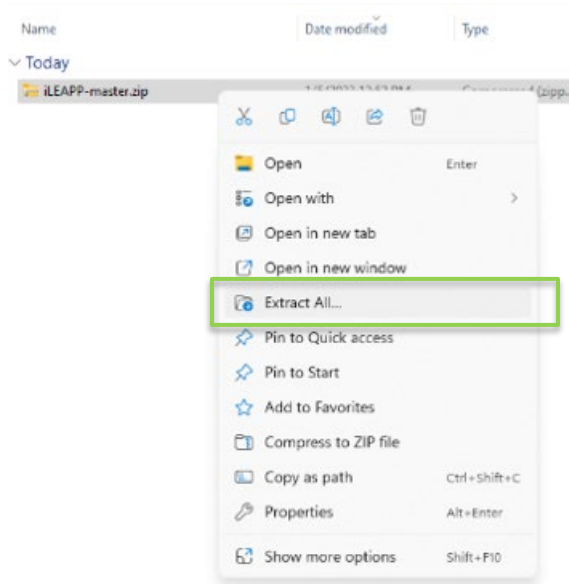 Name Date modified Type
Today
iLEAPP-master.zip (zipp...
Open Enter
Open with
Open in new tab
Open in new window
Extract All...
Pin to Quick access
Pin to Start
Add to Favorites
Compress to ZIP file
Copy as path Ctrl+Shift+C
Properties Alt+Enter
Show more options Shift+F10